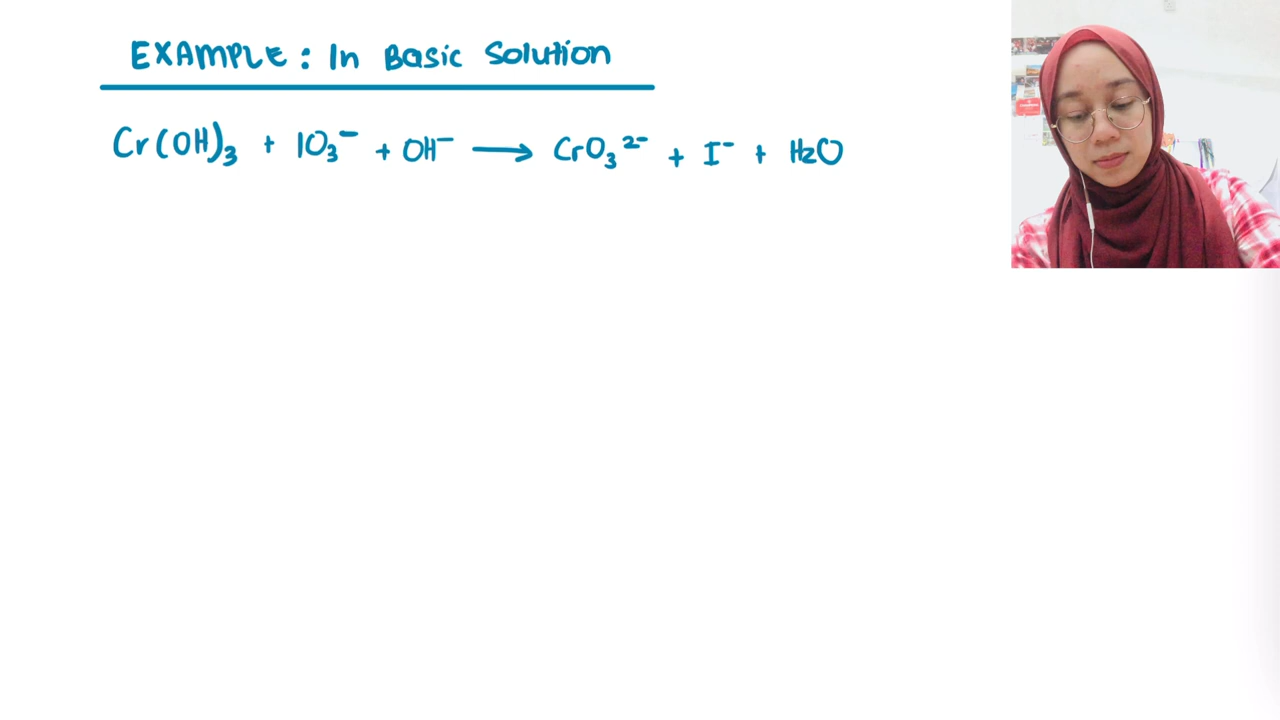 EXAMPLE: In Basic Solution
Cr(OH)₃ + IO₃⁻ + OH⁻ ⟶ CrO₃²⁻ + I⁻ + H₂O